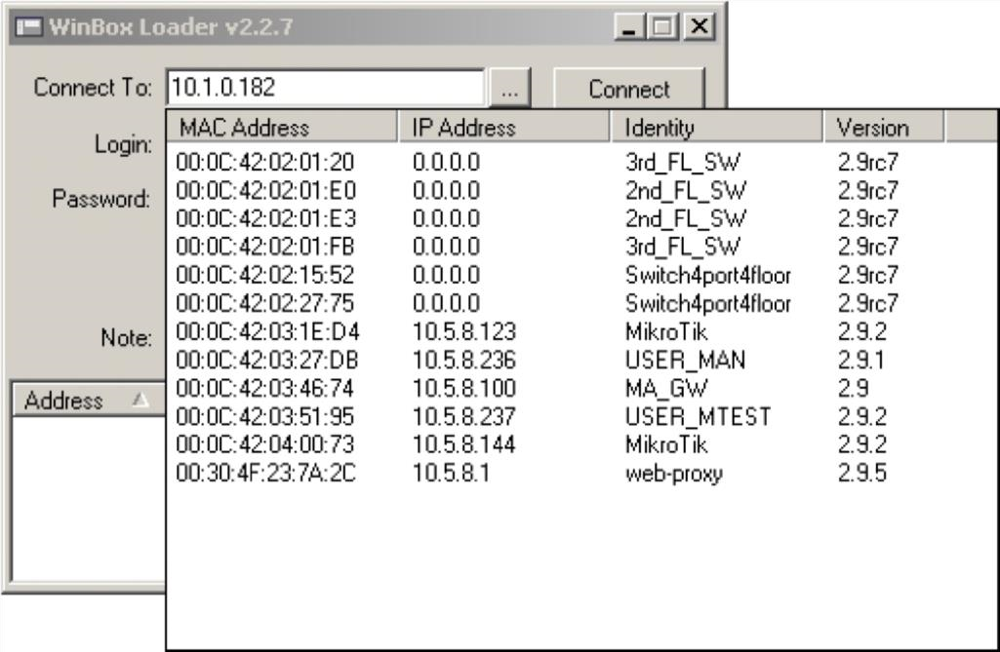 WinBox Loader v2.2.7
Connect To: 10.1.0.182 ... Connect
MAC Address IP Address Identity Version
Login:
00:0C:42:02:01:20 0.0.0.0 3rd_FL_SW 2.9rc7
00:0C:42:02:01:E0 0.0.0.0 2nd_FL_SW 2.9rc7
Password:
00:0C:42:02:01:E3 0.0.0.0 2nd_FL_SW 2.9rc7
00:0C:42:02:01:FB 0.0.0.0 3rd_FL_SW 2.9rc7
00:0C:42:02:15:52 0.0.0.0 Switch4port4floor 2.9rc7
00:0C:42:02:27:75 0.0.0.0 Switch4port4floor 2.9rc7
Note:
00:0C:42:03:1E:D4 10.5.8.123 MikroTik 2.9.2
00:0C:42:03:27:DB 10.5.8.236 USER_MAN 2.9.1
00:0C:42:03:46:74 10.5.8.100 MA_GW 2.9
Address
00:0C:42:03:51:95 10.5.8.237 USER_MTEST 2.9.2
00:0C:42:04:00:73 10.5.8.144 MikroTik 2.9.2
00:30:4F:23:7A:2C 10.5.8.1 web-proxy 2.9.5